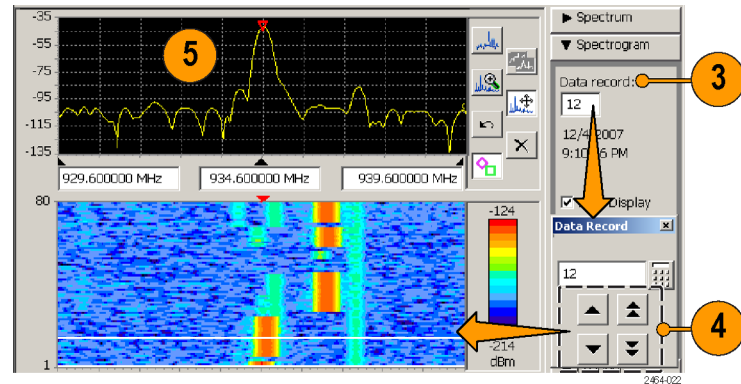 -35
-55
-75
-95
-115
-135
5
929.600000 MHz
934.600000 MHz
939.600000 MHz
80
1
-124
-214
dBm
Spectrum
Spectrogram
Data record:
12
12/4/2007
PM
Display
Data Record
12
3
4
2464-022